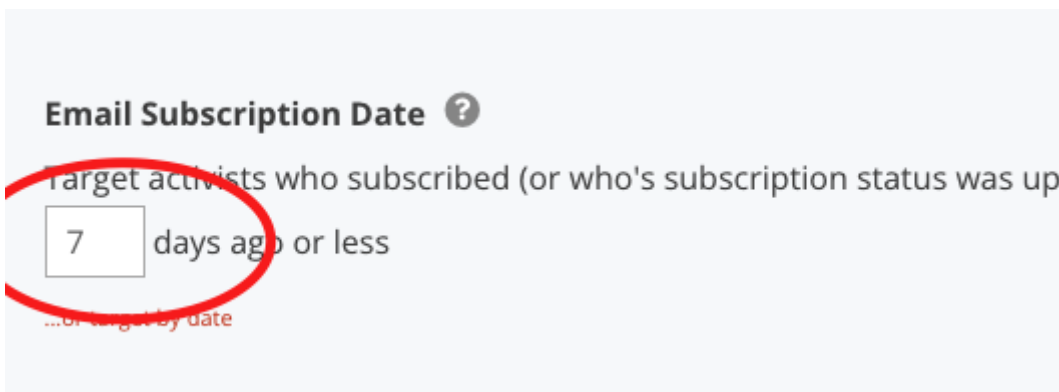 Email Subscription Date ?
Target activists who subscribed (or who's subscription status was up
7 days ago or less
...or target by date